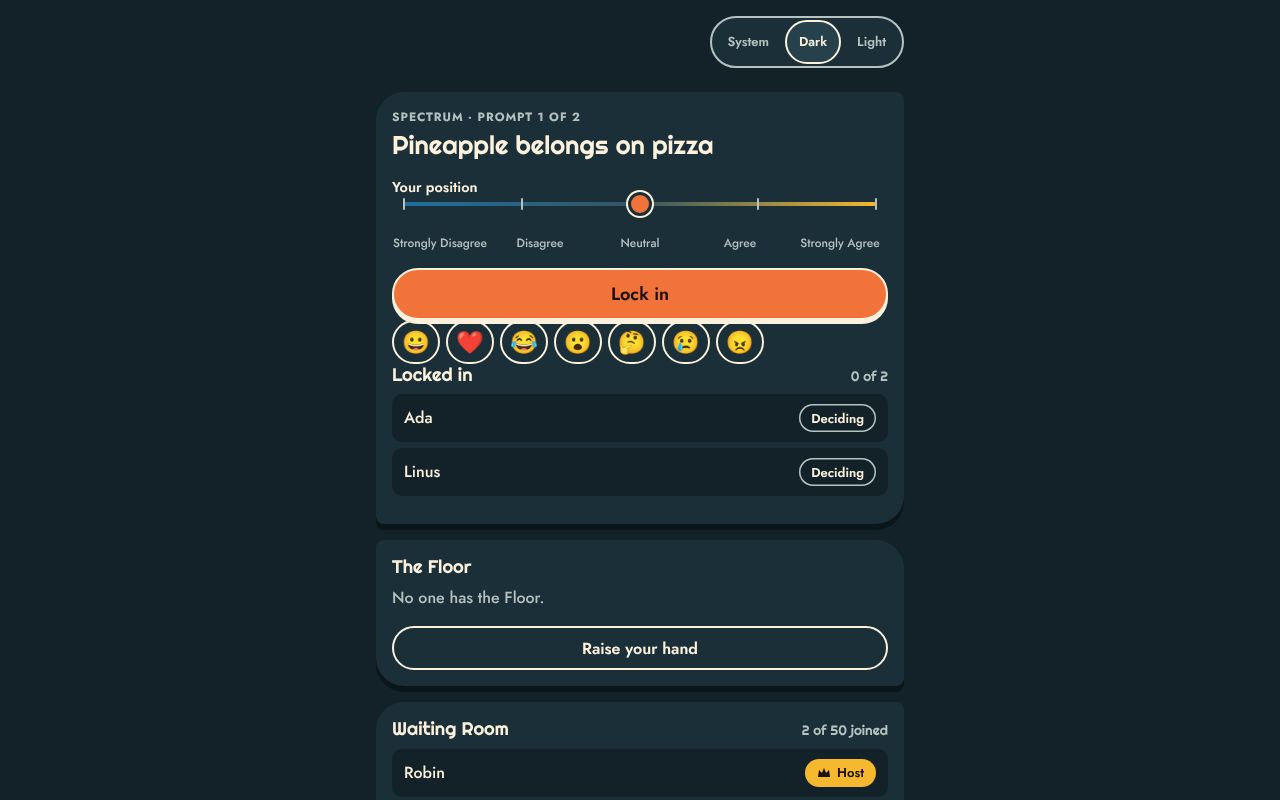 System Dark Light
SPECTRUM · PROMPT 1 OF 2
Pineapple belongs on pizza
Your position
Strongly Disagree Disagree Neutral Agree Strongly Agree
Lock in
Locked in 0 of 2
Ada Deciding
Linus Deciding
The Floor
No one has the Floor.
Raise your hand
Waiting Room 2 of 50 joined
Robin Host